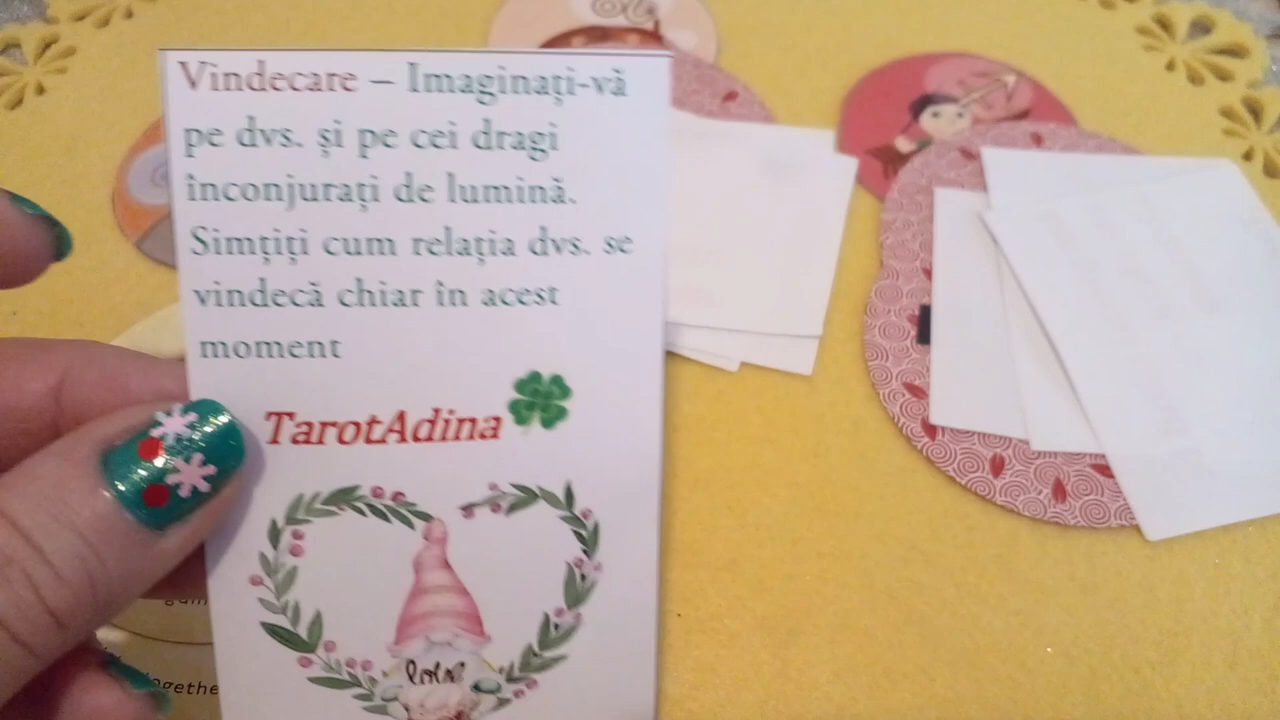 Vindecare – Imaginați-vă
pe dvs. și pe cei dragi
înconjurați de lumină.
Simțiți cum relația dvs. se
vindecă chiar în acest
moment
TarotAdina